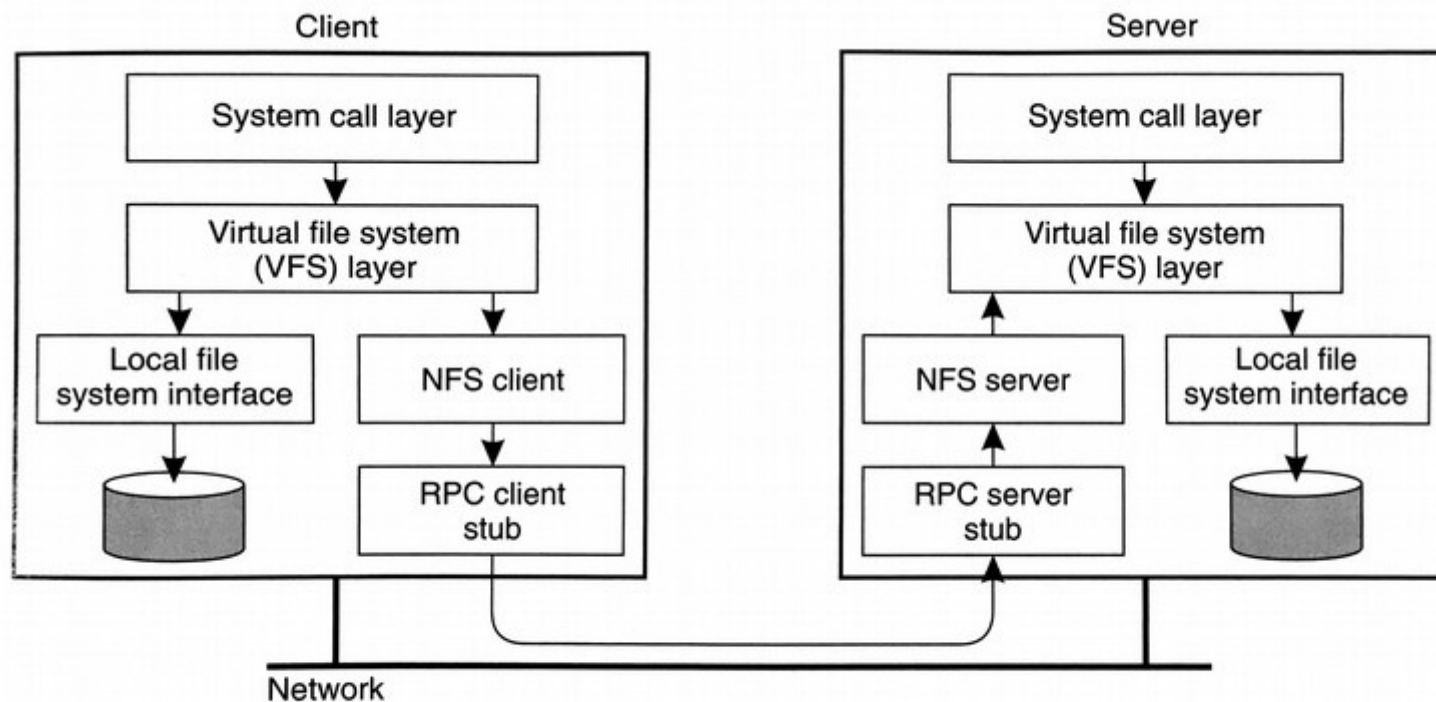 Client
Server
System call layer
System call layer
Virtual file system
(VFS) layer
Virtual file system
(VFS) layer
Local file
system interface
NFS client
NFS server
Local file
system interface
RPC client
stub
RPC server
stub
Network